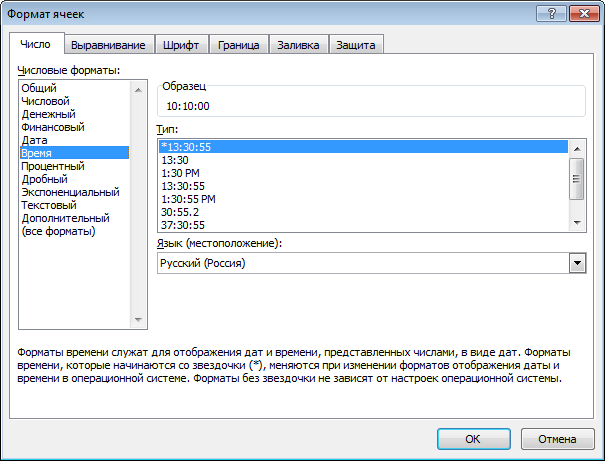 Формат ячеек
Число Выравнивание Шрифт Граница Заливка Защита
Числовые форматы:
Общий
Числовой
Денежный
Финансовый
Дата
Время
Процентный
Дробный
Экспоненциальный
Текстовый
Дополнительный
(все форматы)
Образец
10:10:00
Тип:
*13:30:55
13:30
1:30 PM
13:30:55
1:30:55 PM
30:55.2
37:30:55
Язык (местоположение):
Русский (Россия)
Форматы времени служат для отображения дат и времени, представленных числами, в виде дат. Форматы
времени, которые начинаются со звездочки (*), меняются при изменении форматов отображения даты и
времени в операционной системе. Форматы без звездочки не зависят от настроек операционной системы.
ОК Отмена